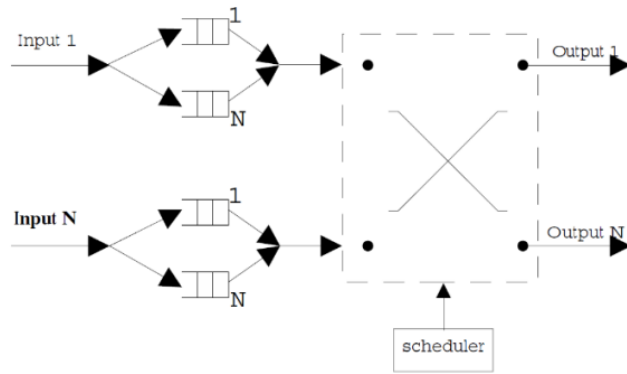 Input 1
1
N
Output 1
Input N
1
N
Output N
scheduler